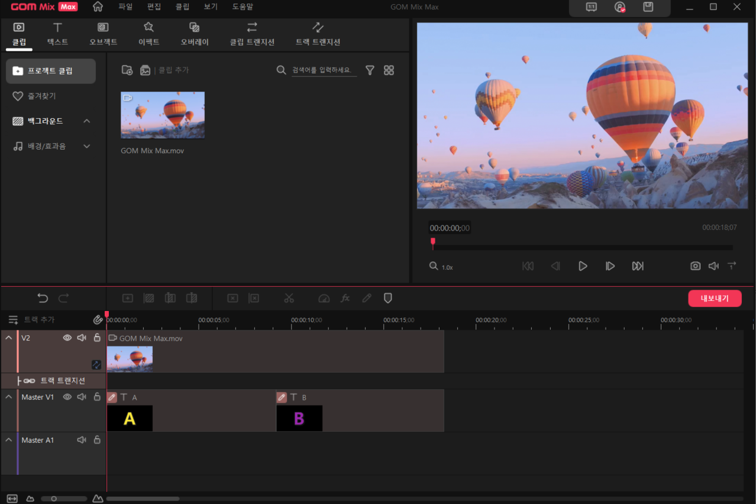 GOM Mix Max 파일 편집 클립 보기 도움말 GOM Mix Max
클립 텍스트 오브젝트 이펙트 오버레이 클립 트랜지션 트랙 트랜지션
프로젝트 클립
즐겨찾기
백그라운드
배경/효과음
클립 추가 검색어를 입력하세요.
GOM MIx Max.mov
00:00:00;00 00:00:18;07
1.0x
내보내기
트랙 추가 00:00:00;00 00:00:05;00 00:00:10;00 00:00:15;00 00:00:20;00 00:00:25;00 00:00:30;00
V2 GOM MIx Max.mov
트랙 트랜지션
Master V1 T A T B
A B
Master A1